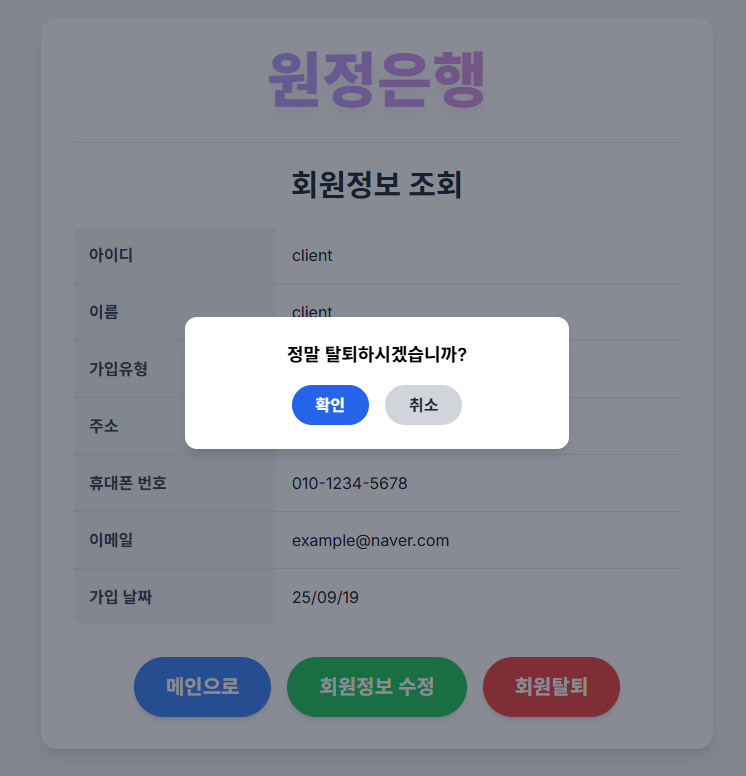 원정은행
회원정보 조회
아이디 client
이름 client
가입유형
주소
정말 탈퇴하시겠습니까?
확인 취소
휴대폰 번호 010-1234-5678
이메일 example@naver.com
가입 날짜 25/09/19
메인으로 회원정보 수정 회원탈퇴